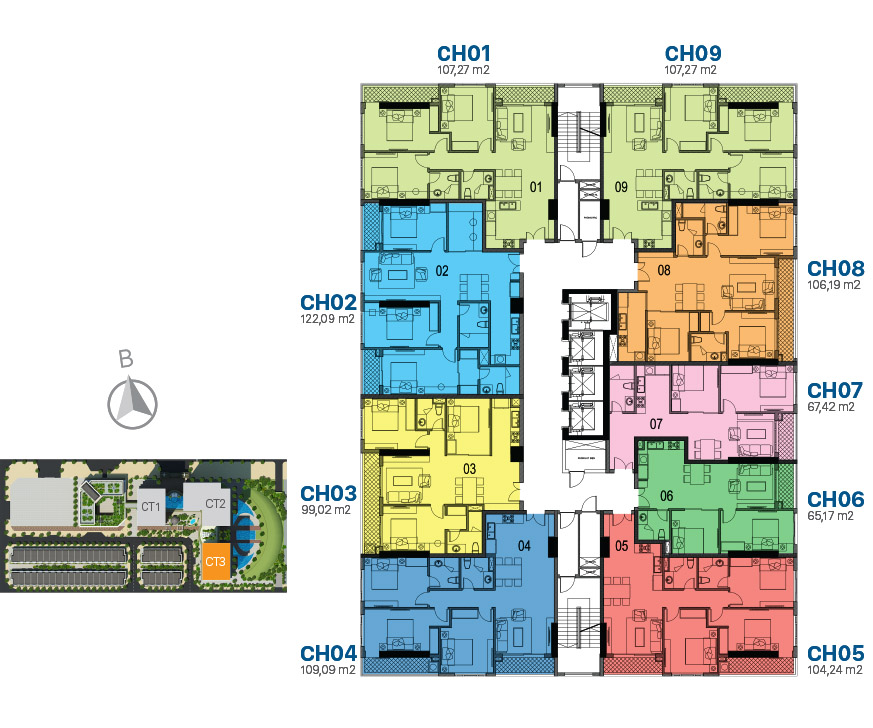 CH01
107,27 m2
CH09
107,27 m2
01
09
02
08
CH08
106,19 m2
CH02
122,09 m2
B
CH07
67,42 m2
07
03
CH03
99,02 m2
06
CH06
65,17 m2
CT1
CT2
CT3
04
05
CH04
109,09 m2
CH05
104,24 m2